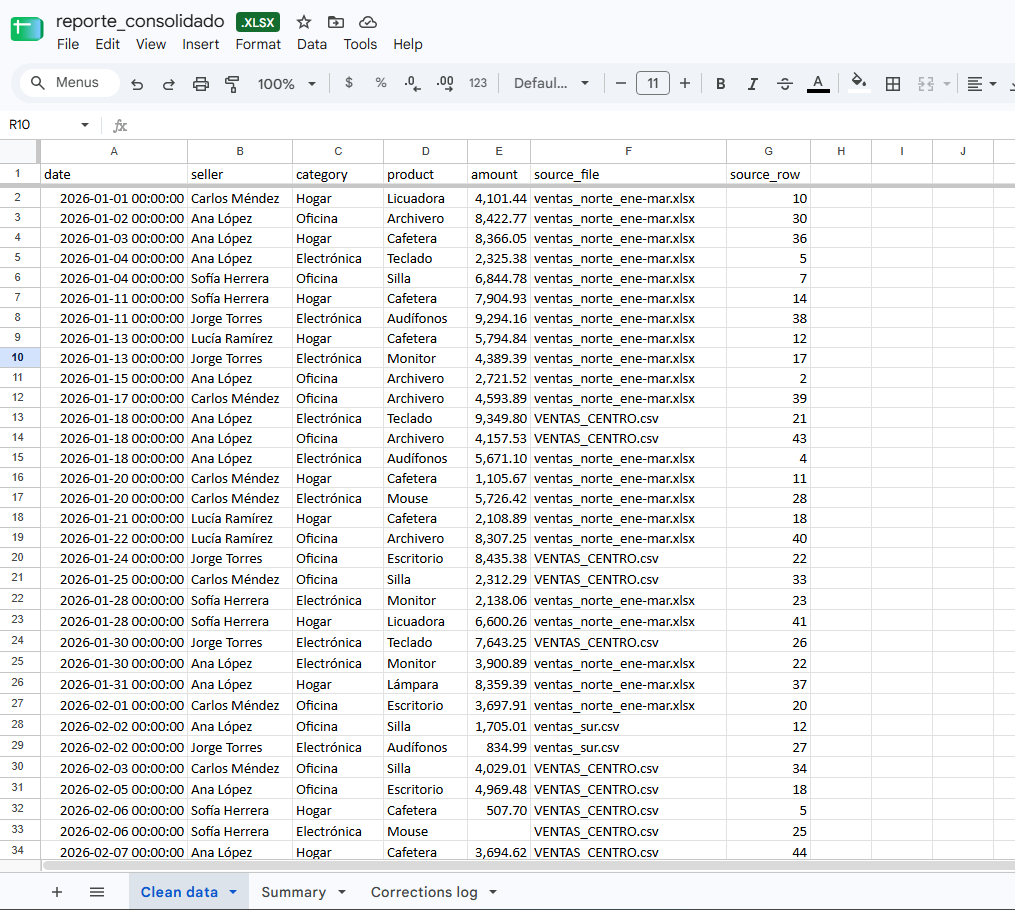 reporte_consolidado .XLSX
File Edit View Insert Format Data Tools Help
Menus 100% $ % .0 .00 123 Defaul... − 11 + B I S A
R10 fx
A B C D E F G H I J
1 date seller category product amount source_file source_row
2 2026-01-01 00:00:00 Carlos Méndez Hogar Licuadora 4,101.44 ventas_norte_ene-mar.xlsx 10
3 2026-01-02 00:00:00 Ana López Oficina Archivero 8,422.77 ventas_norte_ene-mar.xlsx 30
4 2026-01-03 00:00:00 Ana López Hogar Cafetera 8,366.05 ventas_norte_ene-mar.xlsx 36
5 2026-01-04 00:00:00 Ana López Electrónica Teclado 2,325.38 ventas_norte_ene-mar.xlsx 5
6 2026-01-04 00:00:00 Sofía Herrera Oficina Silla 6,844.78 ventas_norte_ene-mar.xlsx 7
7 2026-01-11 00:00:00 Sofía Herrera Hogar Cafetera 7,904.93 ventas_norte_ene-mar.xlsx 14
8 2026-01-11 00:00:00 Jorge Torres Electrónica Audífonos 9,294.16 ventas_norte_ene-mar.xlsx 38
9 2026-01-13 00:00:00 Lucía Ramírez Hogar Cafetera 5,794.84 ventas_norte_ene-mar.xlsx 12
10 2026-01-13 00:00:00 Jorge Torres Electrónica Monitor 4,389.39 ventas_norte_ene-mar.xlsx 17
11 2026-01-15 00:00:00 Ana López Oficina Archivero 2,721.52 ventas_norte_ene-mar.xlsx 2
12 2026-01-17 00:00:00 Carlos Méndez Oficina Archivero 4,593.89 ventas_norte_ene-mar.xlsx 39
13 2026-01-18 00:00:00 Ana López Electrónica Teclado 9,349.80 VENTAS_CENTRO.csv 21
14 2026-01-18 00:00:00 Ana López Oficina Archivero 4,157.53 VENTAS_CENTRO.csv 43
15 2026-01-18 00:00:00 Ana López Electrónica Audífonos 5,671.10 ventas_norte_ene-mar.xlsx 4
16 2026-01-20 00:00:00 Carlos Méndez Hogar Cafetera 1,105.67 ventas_norte_ene-mar.xlsx 11
17 2026-01-20 00:00:00 Carlos Méndez Electrónica Mouse 5,726.42 ventas_norte_ene-mar.xlsx 28
18 2026-01-21 00:00:00 Lucía Ramírez Hogar Cafetera 2,108.89 ventas_norte_ene-mar.xlsx 18
19 2026-01-22 00:00:00 Lucía Ramírez Oficina Archivero 8,307.25 ventas_norte_ene-mar.xlsx 40
20 2026-01-24 00:00:00 Jorge Torres Oficina Escritorio 8,435.38 VENTAS_CENTRO.csv 22
21 2026-01-25 00:00:00 Carlos Méndez Oficina Silla 2,312.29 VENTAS_CENTRO.csv 33
22 2026-01-28 00:00:00 Sofía Herrera Electrónica Monitor 2,138.06 ventas_norte_ene-mar.xlsx 23
23 2026-01-28 00:00:00 Sofía Herrera Hogar Licuadora 6,600.26 ventas_norte_ene-mar.xlsx 41
24 2026-01-30 00:00:00 Jorge Torres Electrónica Teclado 7,643.25 VENTAS_CENTRO.csv 26
25 2026-01-30 00:00:00 Ana López Electrónica Monitor 3,900.89 ventas_norte_ene-mar.xlsx 22
26 2026-01-31 00:00:00 Ana López Hogar Lámpara 8,359.39 ventas_norte_ene-mar.xlsx 37
27 2026-02-01 00:00:00 Carlos Méndez Oficina Escritorio 3,697.91 ventas_norte_ene-mar.xlsx 20
28 2026-02-02 00:00:00 Ana López Oficina Silla 1,705.01 ventas_sur.csv 12
29 2026-02-02 00:00:00 Jorge Torres Electrónica Audífonos 834.99 ventas_sur.csv 27
30 2026-02-03 00:00:00 Carlos Méndez Oficina Silla 4,029.01 VENTAS_CENTRO.csv 34
31 2026-02-05 00:00:00 Ana López Oficina Escritorio 4,969.48 VENTAS_CENTRO.csv 18
32 2026-02-06 00:00:00 Sofía Herrera Hogar Cafetera 507.70 VENTAS_CENTRO.csv 5
33 2026-02-06 00:00:00 Sofía Herrera Electrónica Mouse VENTAS_CENTRO.csv 25
34 2026-02-07 00:00:00 Ana López Hogar Cafetera 3,694.62 VENTAS_CENTRO.csv 44
+ Clean data Summary Corrections log